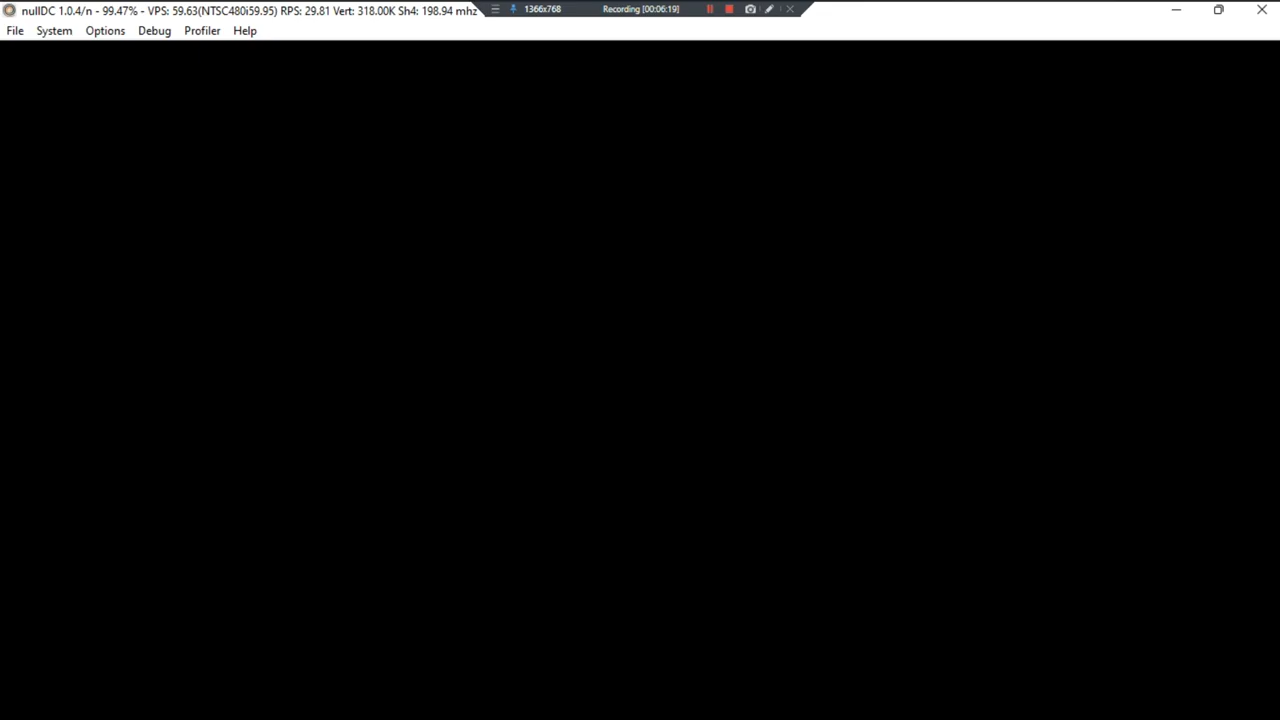 nullDC 1.0.4/n - 99.47% - VPS: 59.63(NTSC480i59.95) RPS: 29.81 Vert: 318.00K Sh4: 198.94 mhz
1366x768 Recording [00:06:19]
File System Options Debug Profiler Help